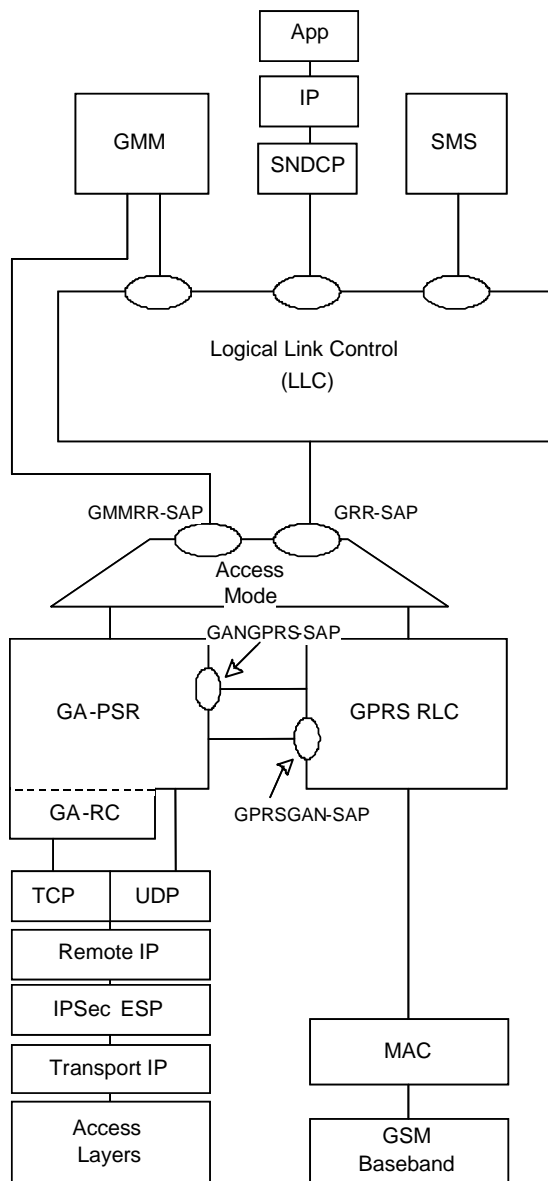 App
IP
GMM
SNDCP
SMS
Logical Link Control
(LLC)
GMMRR-SAP
GRR-SAP
Access
Mode
GANGPRS-SAP
GA-PSR
GPRS RLC
GA-RC
GPRSGAN-SAP
TCP
UDP
Remote IP
IPSec ESP
Transport IP
MAC
Access
Layers
GSM
Baseband